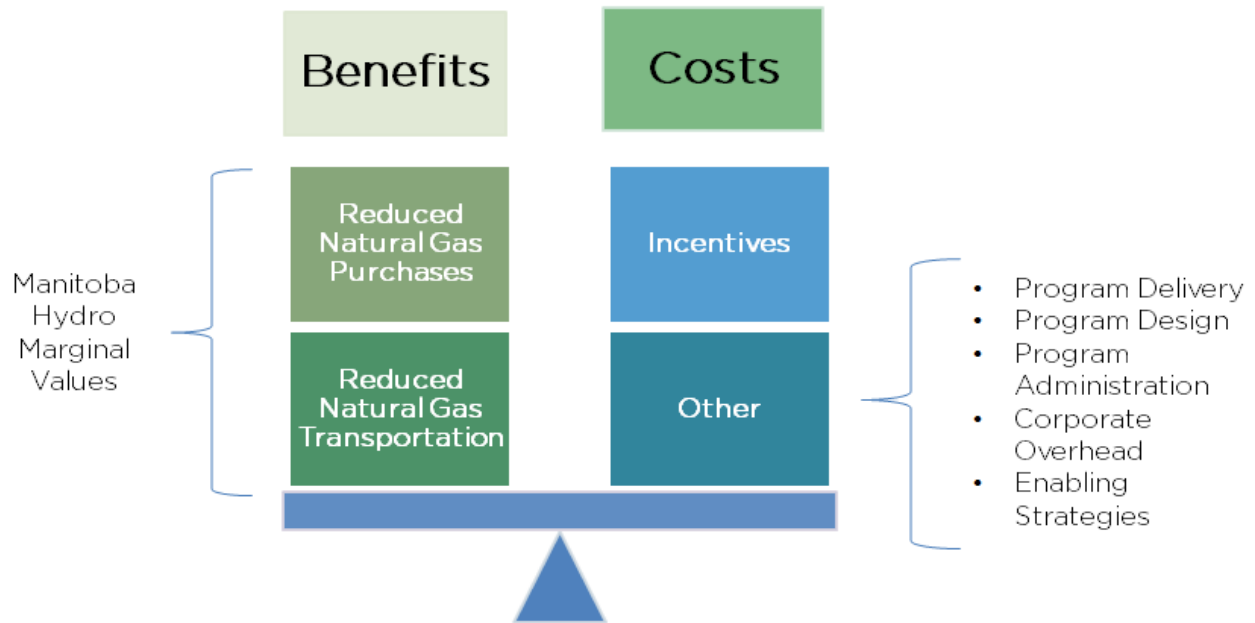 Benefits
Costs
Manitoba
Hydro
Marginal
Values
Reduced
Natural Gas
Purchases
Reduced
Natural Gas
Transportation
Incentives
Other
• Program Delivery
• Program Design
• Program
Administration
• Corporate
Overhead
• Enabling
Strategies